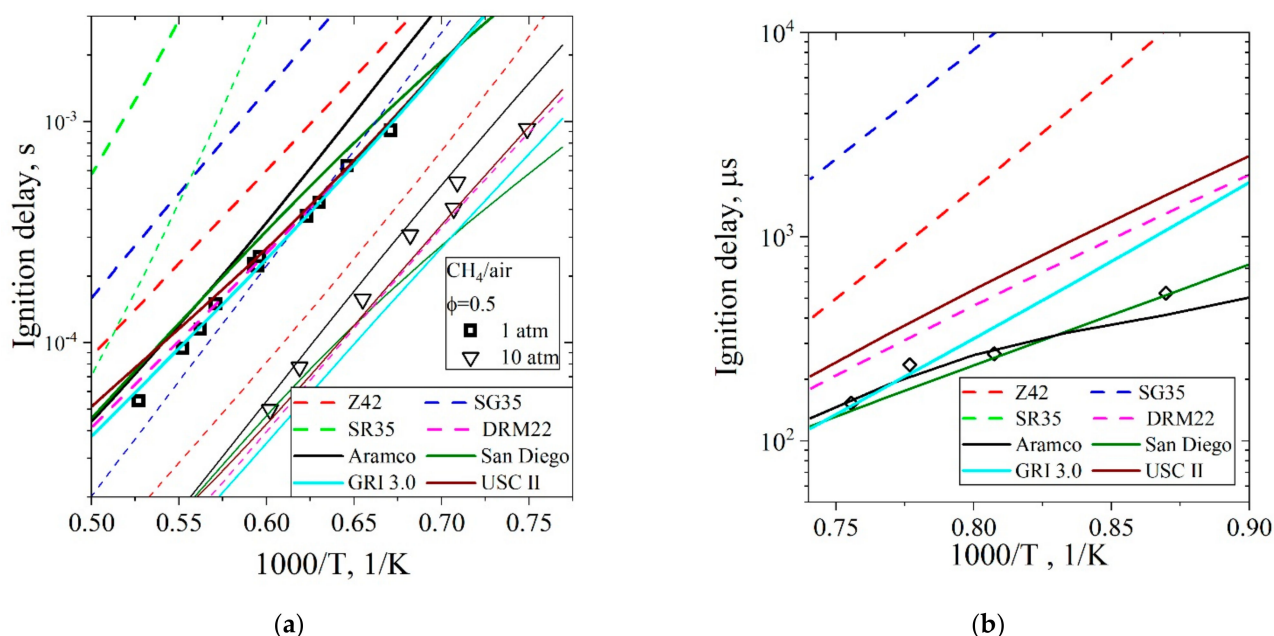 Ignition delay, s
10⁻³
10⁻⁴
0.50 0.55 0.60 0.65 0.70 0.75
1000/T, 1/K
CH₄/air
ϕ=0.5
1 atm
10 atm
Z42 SG35
SR35 DRM22
Aramco San Diego
GRI 3.0 USC II
(a)
Ignition delay, µs
10⁴
10³
10²
0.75 0.80 0.85 0.90
1000/T , 1/K
Z42 SG35
SR35 DRM22
Aramco San Diego
GRI 3.0 USC II
(b)